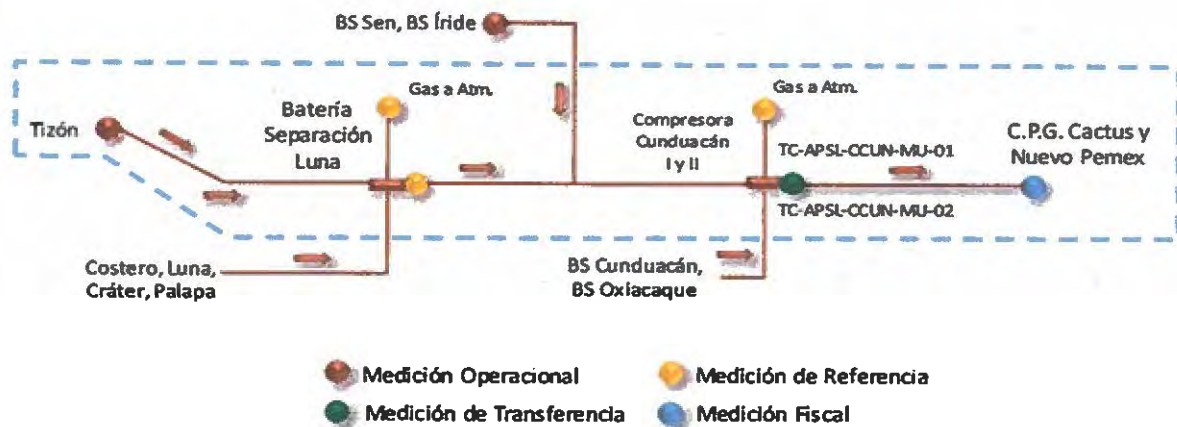 BS Sen, BS Íride
Gas a Atm.
Gas a Atm.
Tizón
Batería
Separación
Luna
Compresora
Cunduacán
I y II
TC-APSL-CCUN-MU-01
C.P.G. Cactus y
Nuevo Pemex
TC-APSL-CCUN-MU-02
Costero, Luna,
Cráter, Palapa
BS Cunduacán,
BS Oxiacaque
Medición Operacional
Medición de Referencia
Medición de Transferencia
Medición Fiscal